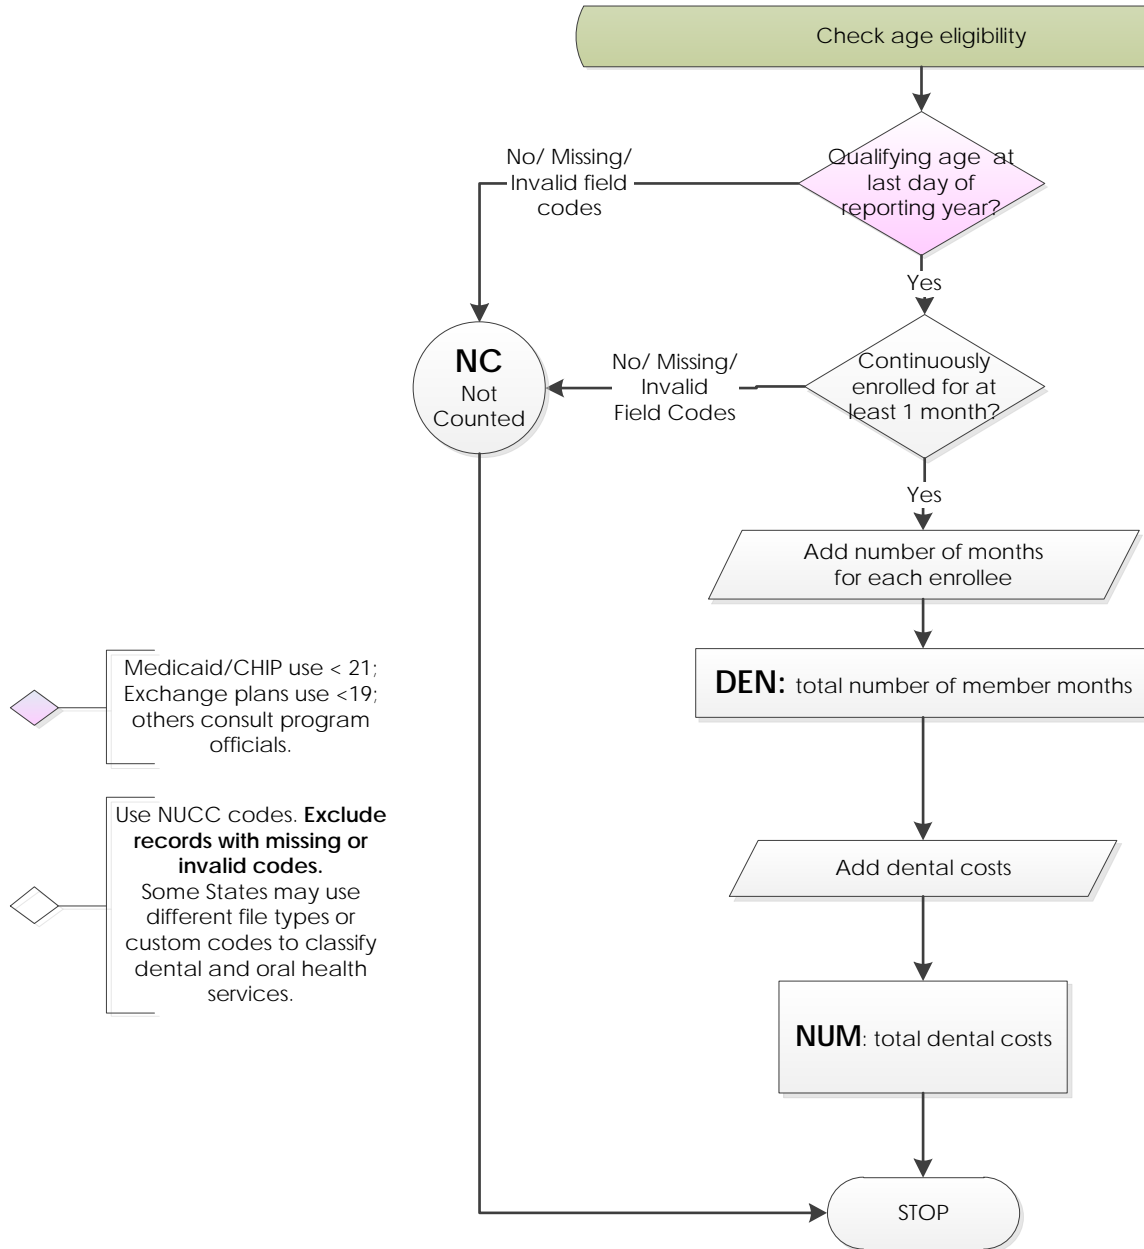 Check age eligibility
Qualifying age at
last day of
reporting year?
No/ Missing/
Invalid field
codes
Yes
NC
Not
Counted
No/ Missing/
Invalid
Field Codes
Continuously
enrolled for at
least 1 month?
Yes
Add number of months
for each enrollee
DEN: total number of member months
Medicaid/CHIP use < 21;
Exchange plans use <19;
others consult program
officials.
Use NUCC codes. Exclude
records with missing or
invalid codes.
Some States may use
different file types or
custom codes to classify
dental and oral health
services.
Add dental costs
NUM: total dental costs
STOP